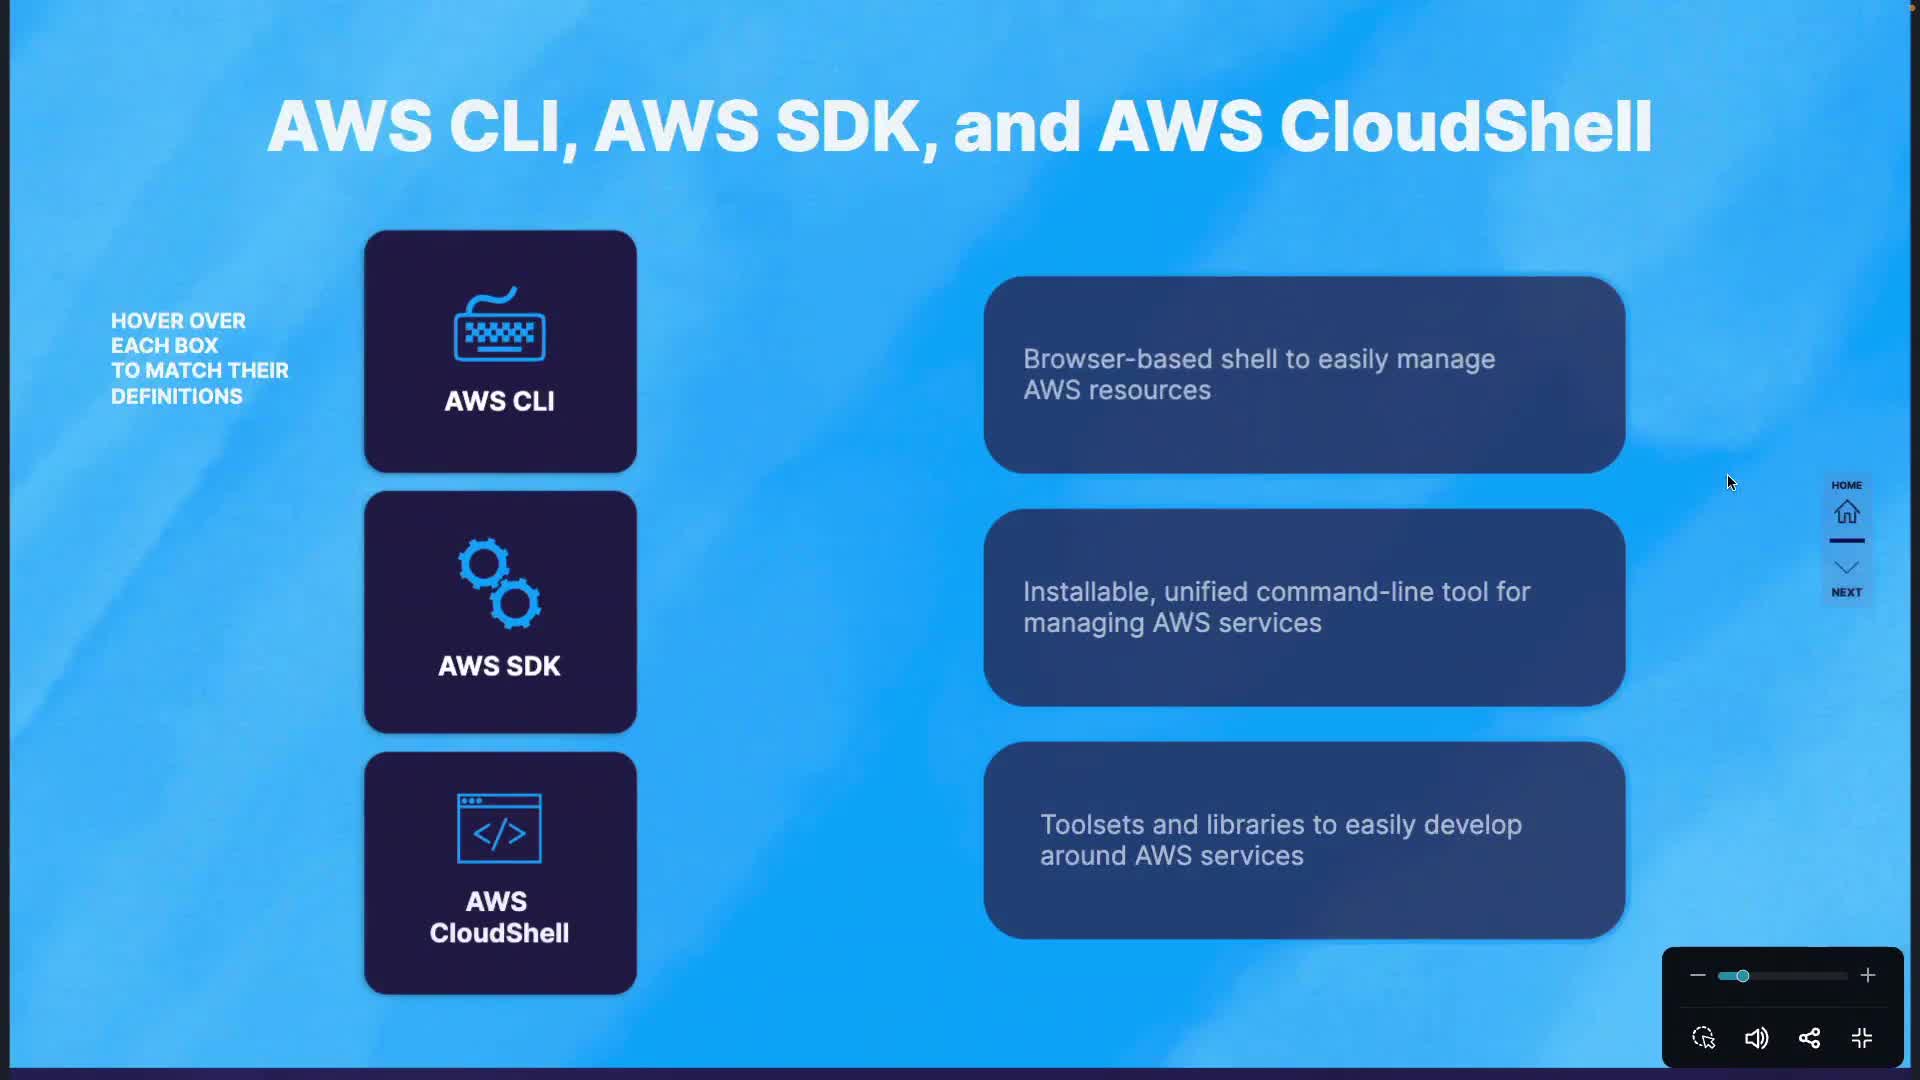 AWS CLI, AWS SDK, and AWS CloudShell
HOVER OVER
EACH BOX
TO MATCH THEIR
DEFINITIONS
AWS CLI
AWS SDK
AWS
CloudShell
Browser-based shell to easily manage
AWS resources
Installable, unified command-line tool for
managing AWS services
Toolsets and libraries to easily develop
around AWS services
HOME
NEXT